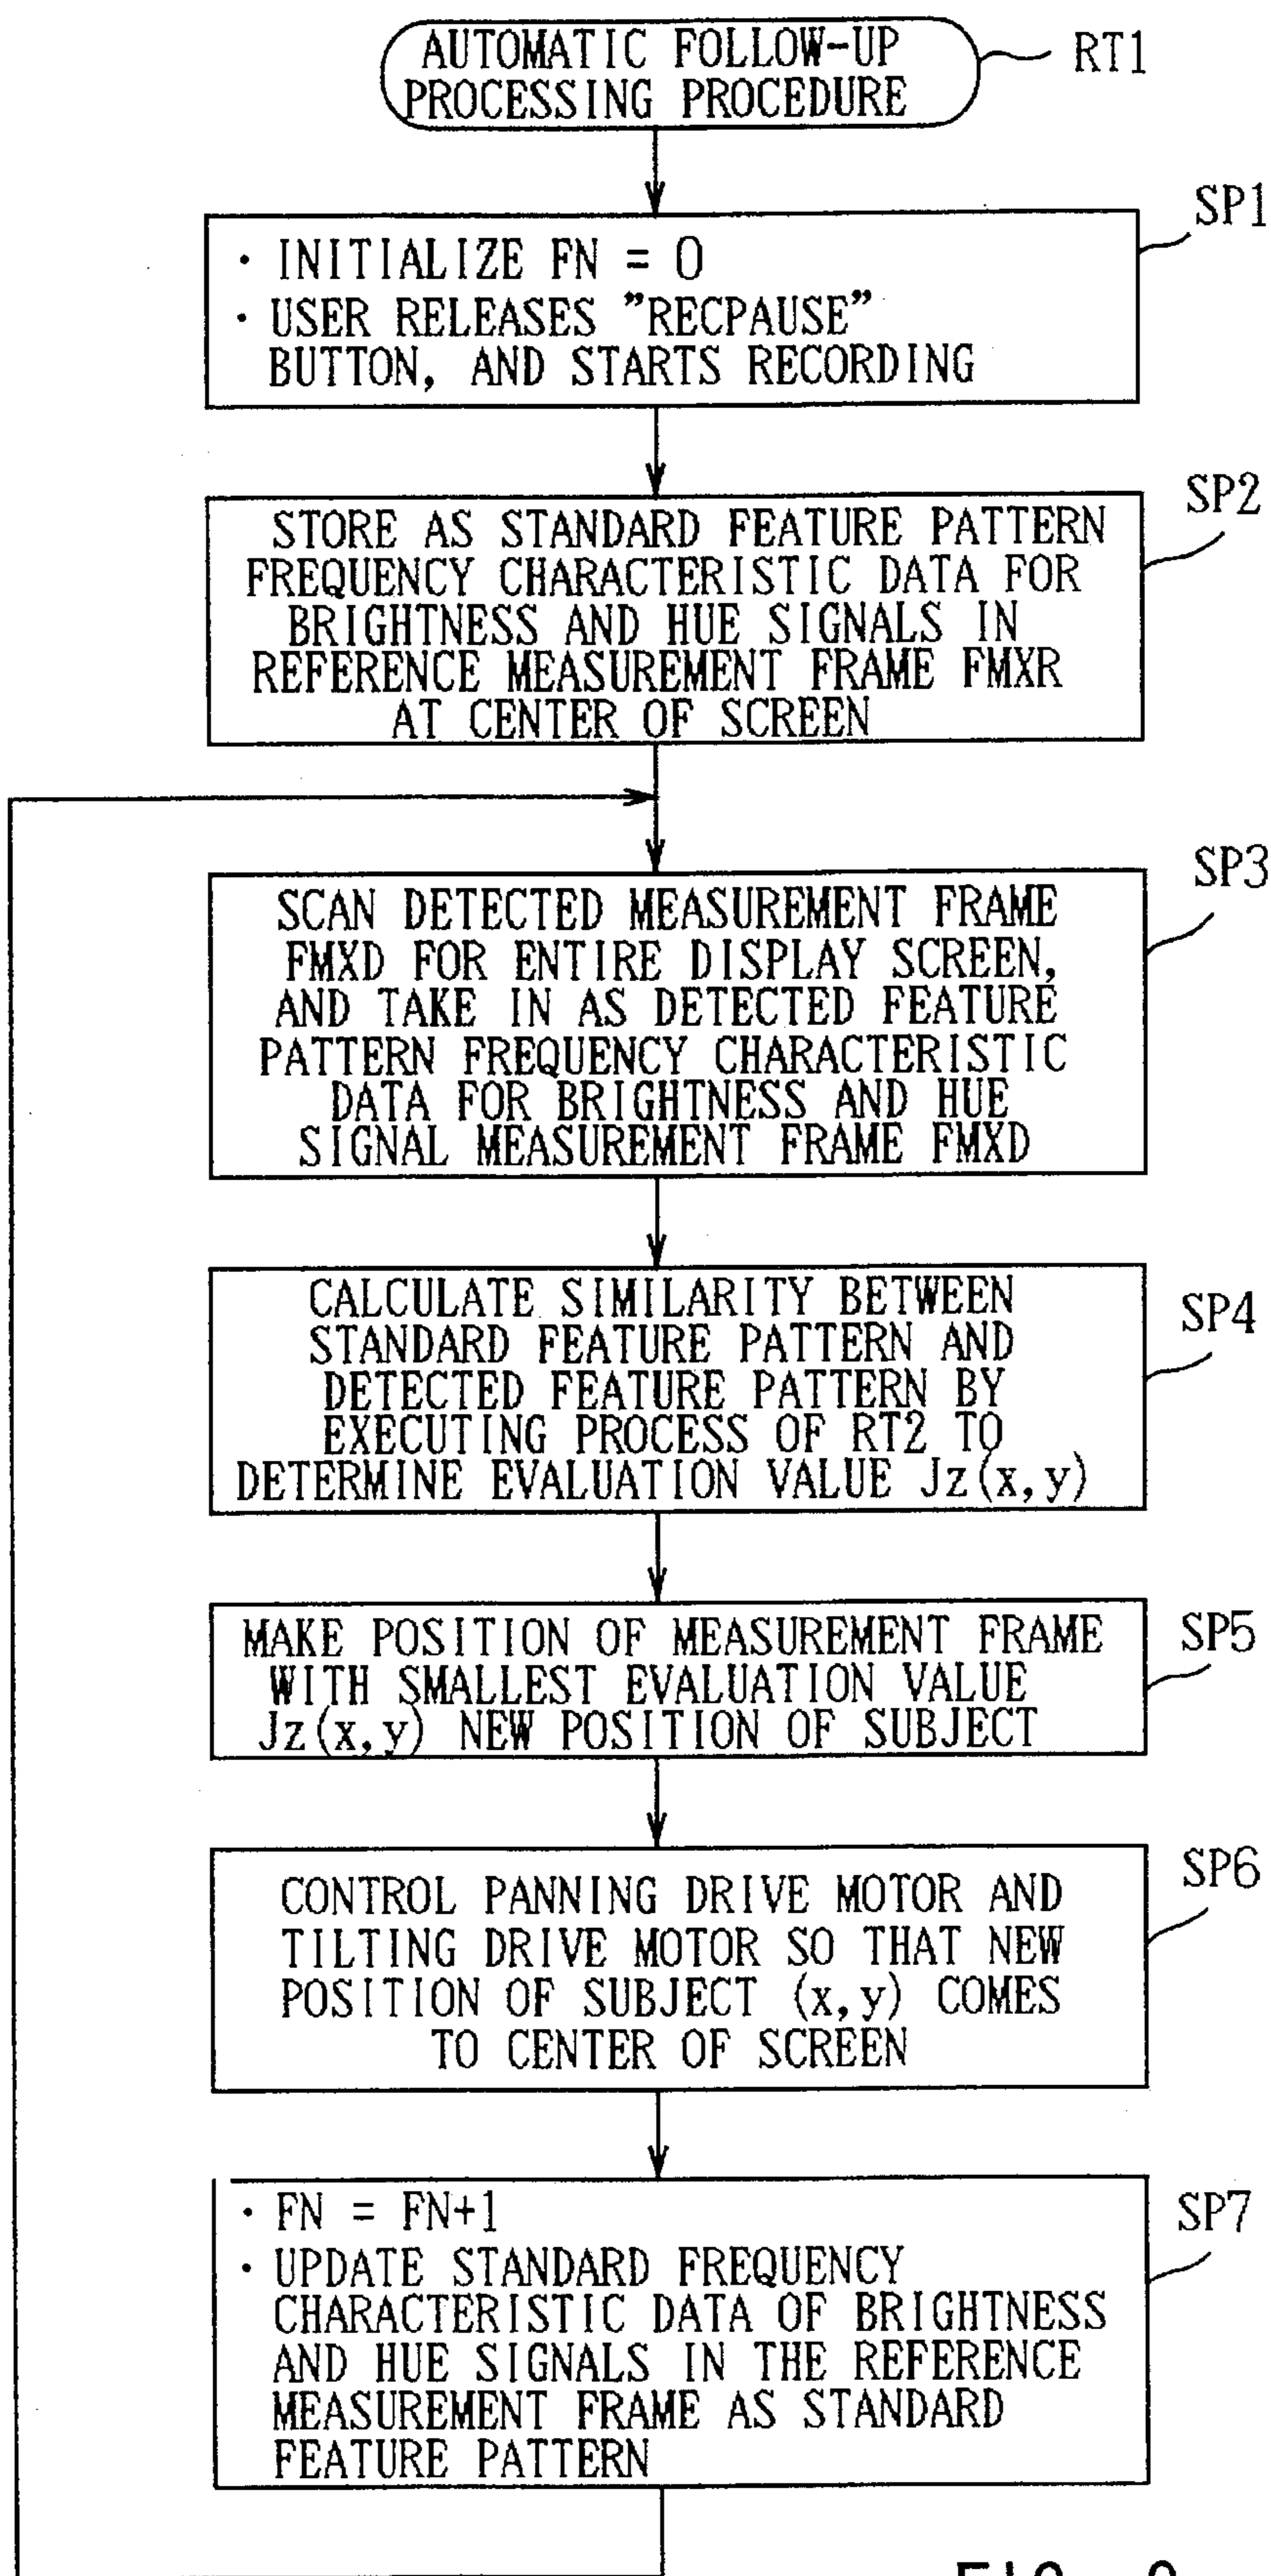 AUTOMATIC FOLLOW-UP
PROCESSING PROCEDURE
RT1
SP1
· INITIALIZE FN = 0
· USER RELEASES "RECPAUSE"
BUTTON, AND STARTS RECORDING
SP2
STORE AS STANDARD FEATURE PATTERN
FREQUENCY CHARACTERISTIC DATA FOR
BRIGHTNESS AND HUE SIGNALS IN
REFERENCE MEASUREMENT FRAME FMXR
AT CENTER OF SCREEN
SP3
SCAN DETECTED MEASUREMENT FRAME
FMXD FOR ENTIRE DISPLAY SCREEN,
AND TAKE IN AS DETECTED FEATURE
PATTERN FREQUENCY CHARACTERISTIC
DATA FOR BRIGHTNESS AND HUE
SIGNAL MEASUREMENT FRAME FMXD
SP4
CALCULATE SIMILARITY BETWEEN
STANDARD FEATURE PATTERN AND
DETECTED FEATURE PATTERN BY
EXECUTING PROCESS OF RT2 TO
DETERMINE EVALUATION VALUE Jz(x,y)
SP5
MAKE POSITION OF MEASUREMENT FRAME
WITH SMALLEST EVALUATION VALUE
Jz(x,y) NEW POSITION OF SUBJECT
SP6
CONTROL PANNING DRIVE MOTOR AND
TILTING DRIVE MOTOR SO THAT NEW
POSITION OF SUBJECT (x,y) COMES
TO CENTER OF SCREEN
SP7
· FN = FN+1
· UPDATE STANDARD FREQUENCY
CHARACTERISTIC DATA OF BRIGHTNESS
AND HUE SIGNALS IN THE REFERENCE
MEASUREMENT FRAME AS STANDARD
FEATURE PATTERN